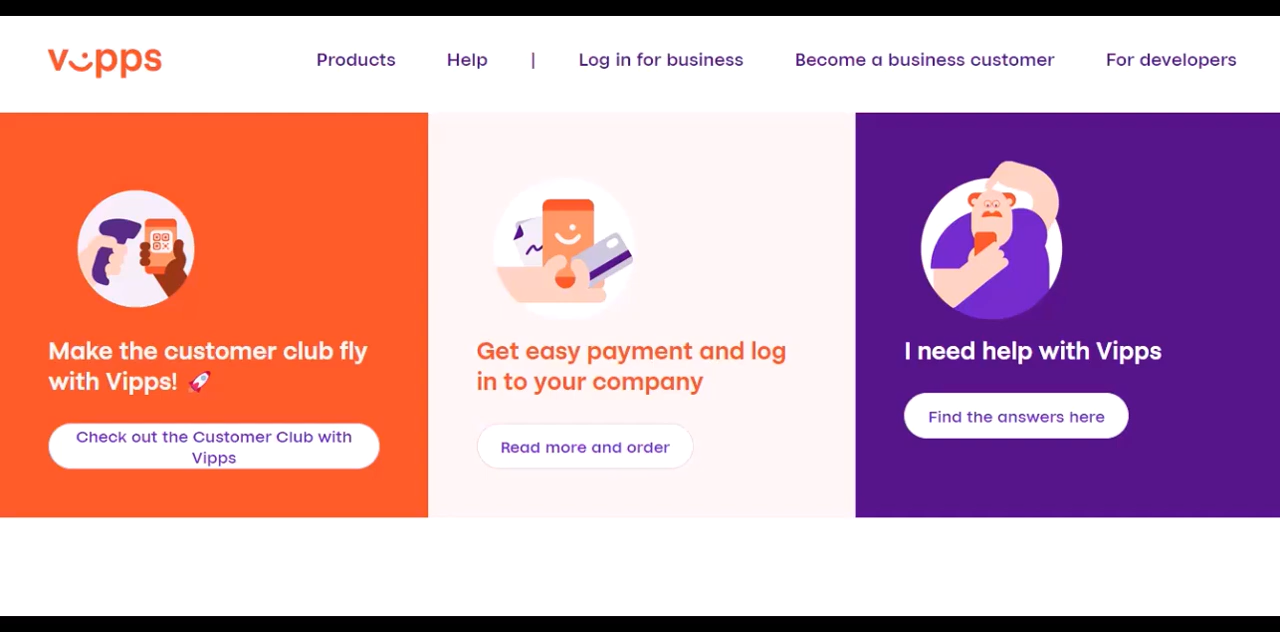 vipps
Products Help | Log in for business Become a business customer For developers
Make the customer club fly
with Vipps! 🚀
Check out the Customer Club with
Vipps
Get easy payment and log
in to your company
Read more and order
I need help with Vipps
Find the answers here